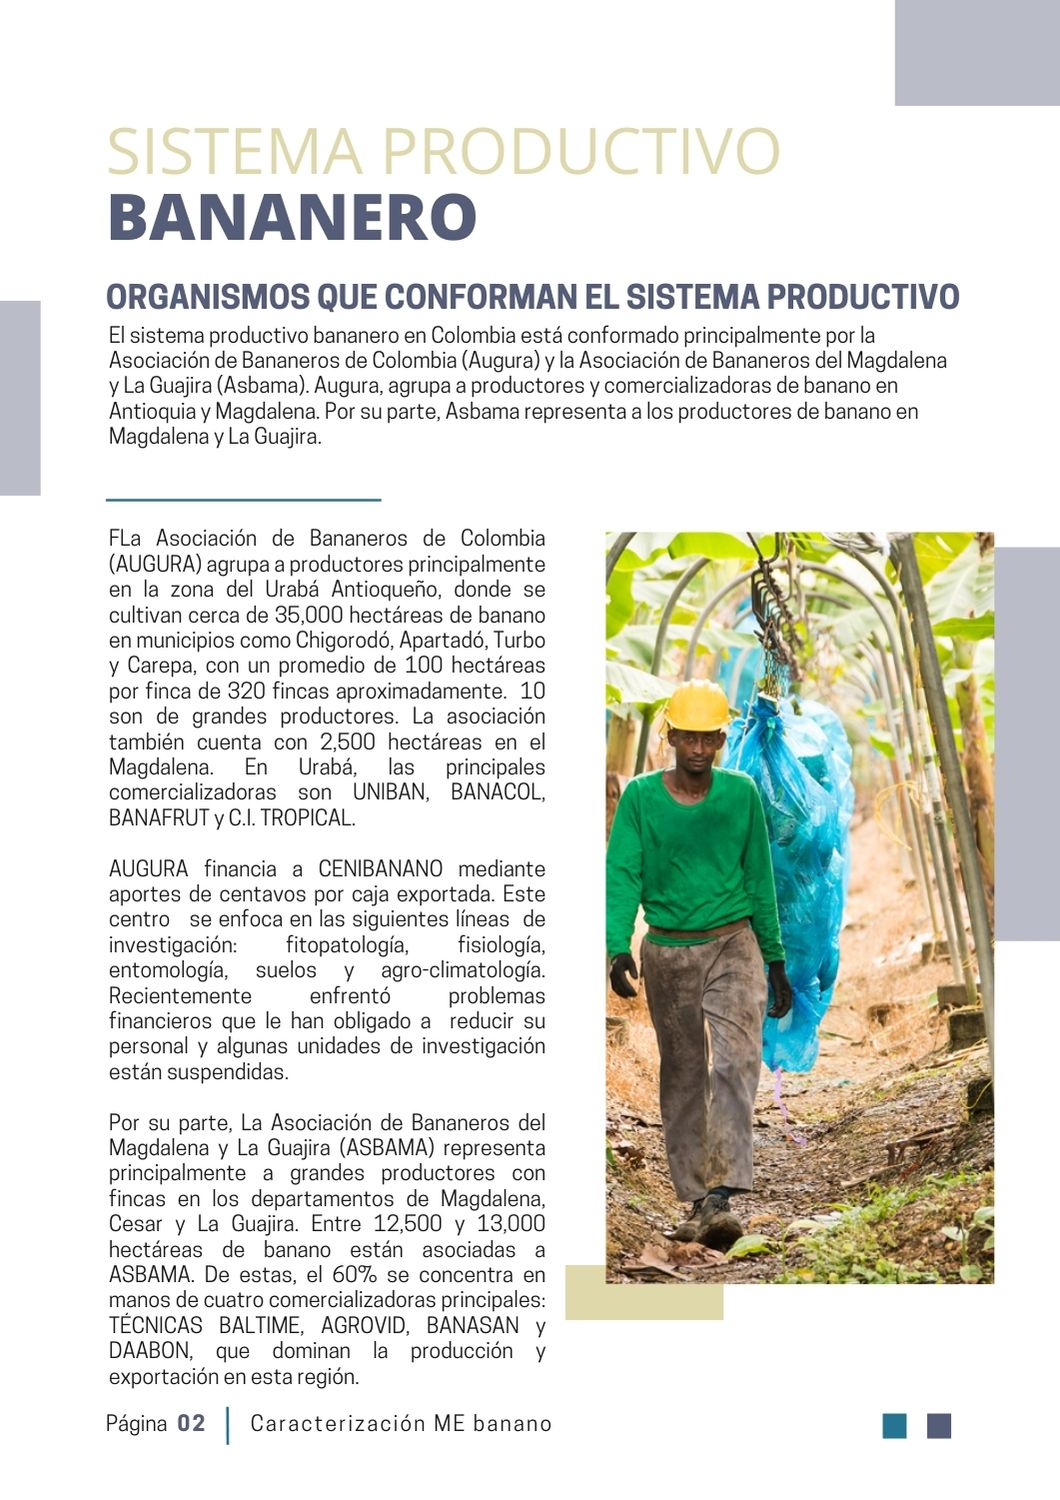 SISTEMA PRODUCTIVO
BANANERO
ORGANISMOS QUE CONFORMAN EL SISTEMA PRODUCTIVO
El sistema productivo bananero en Colombia está conformado principalmente por la
Asociación de Bananeros de Colombia (Augura) y la Asociación de Bananeros del Magdalena
y La Guajira (Asbama). Augura, agrupa a productores y comercializadoras de banano en
Antioquia y Magdalena. Por su parte, Asbama representa a los productores de banano en
Magdalena y La Guajira.
FLa Asociación de Bananeros de Colombia
(AUGURA) agrupa a productores principalmente
en la zona del Urabá Antioqueño, donde se
cultivan cerca de 35,000 hectáreas de banano
en municipios como Chigorodó, Apartadó, Turbo
y Carepa, con un promedio de 100 hectáreas
por finca de 320 fincas aproximadamente. 10
son de grandes productores. La asociación
también cuenta con 2,500 hectáreas en el
Magdalena. En Urabá, las principales
comercializadoras son UNIBAN, BANACOL,
BANAFRUT y C.I. TROPICAL.
AUGURA financia a CENIBANANO mediante
aportes de centavos por caja exportada. Este
centro se enfoca en las siguientes líneas de
investigación: fitopatología, fisiología,
entomología, suelos y agro-climatología.
Recientemente enfrentó problemas
financieros que le han obligado a reducir su
personal y algunas unidades de investigación
están suspendidas.
Por su parte, La Asociación de Bananeros del
Magdalena y La Guajira (ASBAMA) representa
principalmente a grandes productores con
fincas en los departamentos de Magdalena,
Cesar y La Guajira. Entre 12,500 y 13,000
hectáreas de banano están asociadas a
ASBAMA. De estas, el 60% se concentra en
manos de cuatro comercializadoras principales:
TÉCNICAS BALTIME, AGROVID, BANASAN y
DAABON, que dominan la producción y
exportación en esta región.
Página 02 Caracterización ME banano